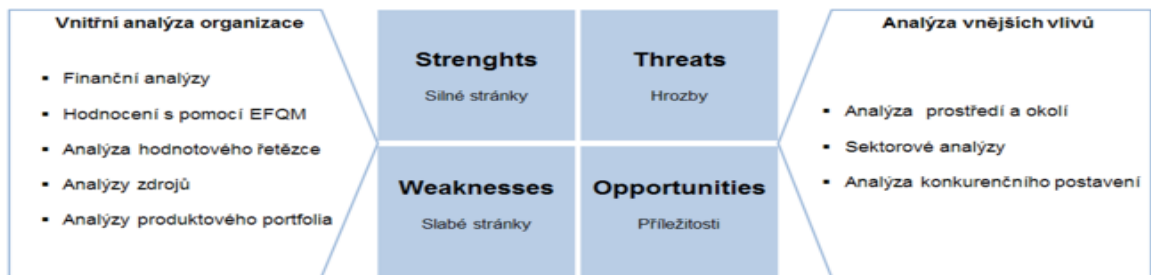 Vnitřní analýza organizace
▪ Finanční analýzy
▪ Hodnocení s pomocí EFQM
▪ Analýza hodnotového řetězce
▪ Analýzy zdrojů
▪ Analýzy produktového portfolia
Strenghts
Silné stránky
Threats
Hrozby
Weaknesses
Slabé stránky
Opportunities
Příležitosti
Analýza vnějších vlivů
▪ Analýza prostředí a okolí
▪ Sektorové analýzy
▪ Analýza konkurenčního postavení